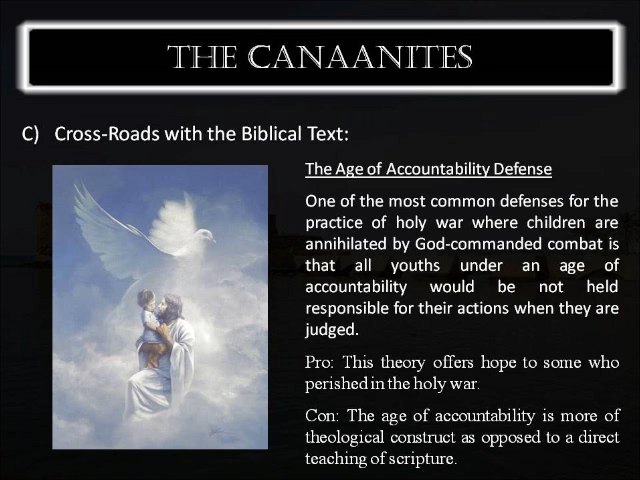 THE CANAANITES
C) Cross-Roads with the Biblical Text:
The Age of Accountability Defense
One of the most common defenses for the
practice of holy war where children are
annihilated by God-commanded combat is
that all youths under an age of
accountability would be not held
responsible for their actions when they are
judged.
Pro: This theory offers hope to some who
perished in the holy war.
Con: The age of accountability is more of
theological construct as opposed to a direct
teaching of scripture.